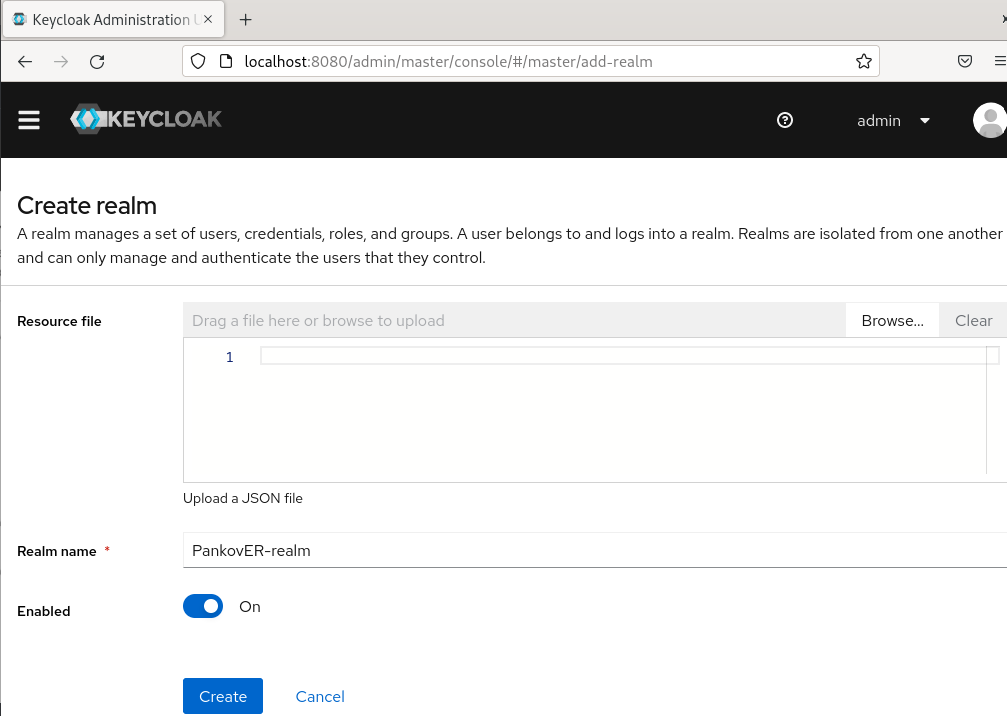 Keycloak Administration U
localhost:8080/admin/master/console/#/master/add-realm
KEYCLOAK
admin
Create realm
A realm manages a set of users, credentials, roles, and groups. A user belongs to and logs into a realm. Realms are isolated from one another
and can only manage and authenticate the users that they control.
Resource file
Drag a file here or browse to upload
Browse...
Clear
1
Upload a JSON file
Realm name *
PankovER-realm
Enabled
On
Create
Cancel